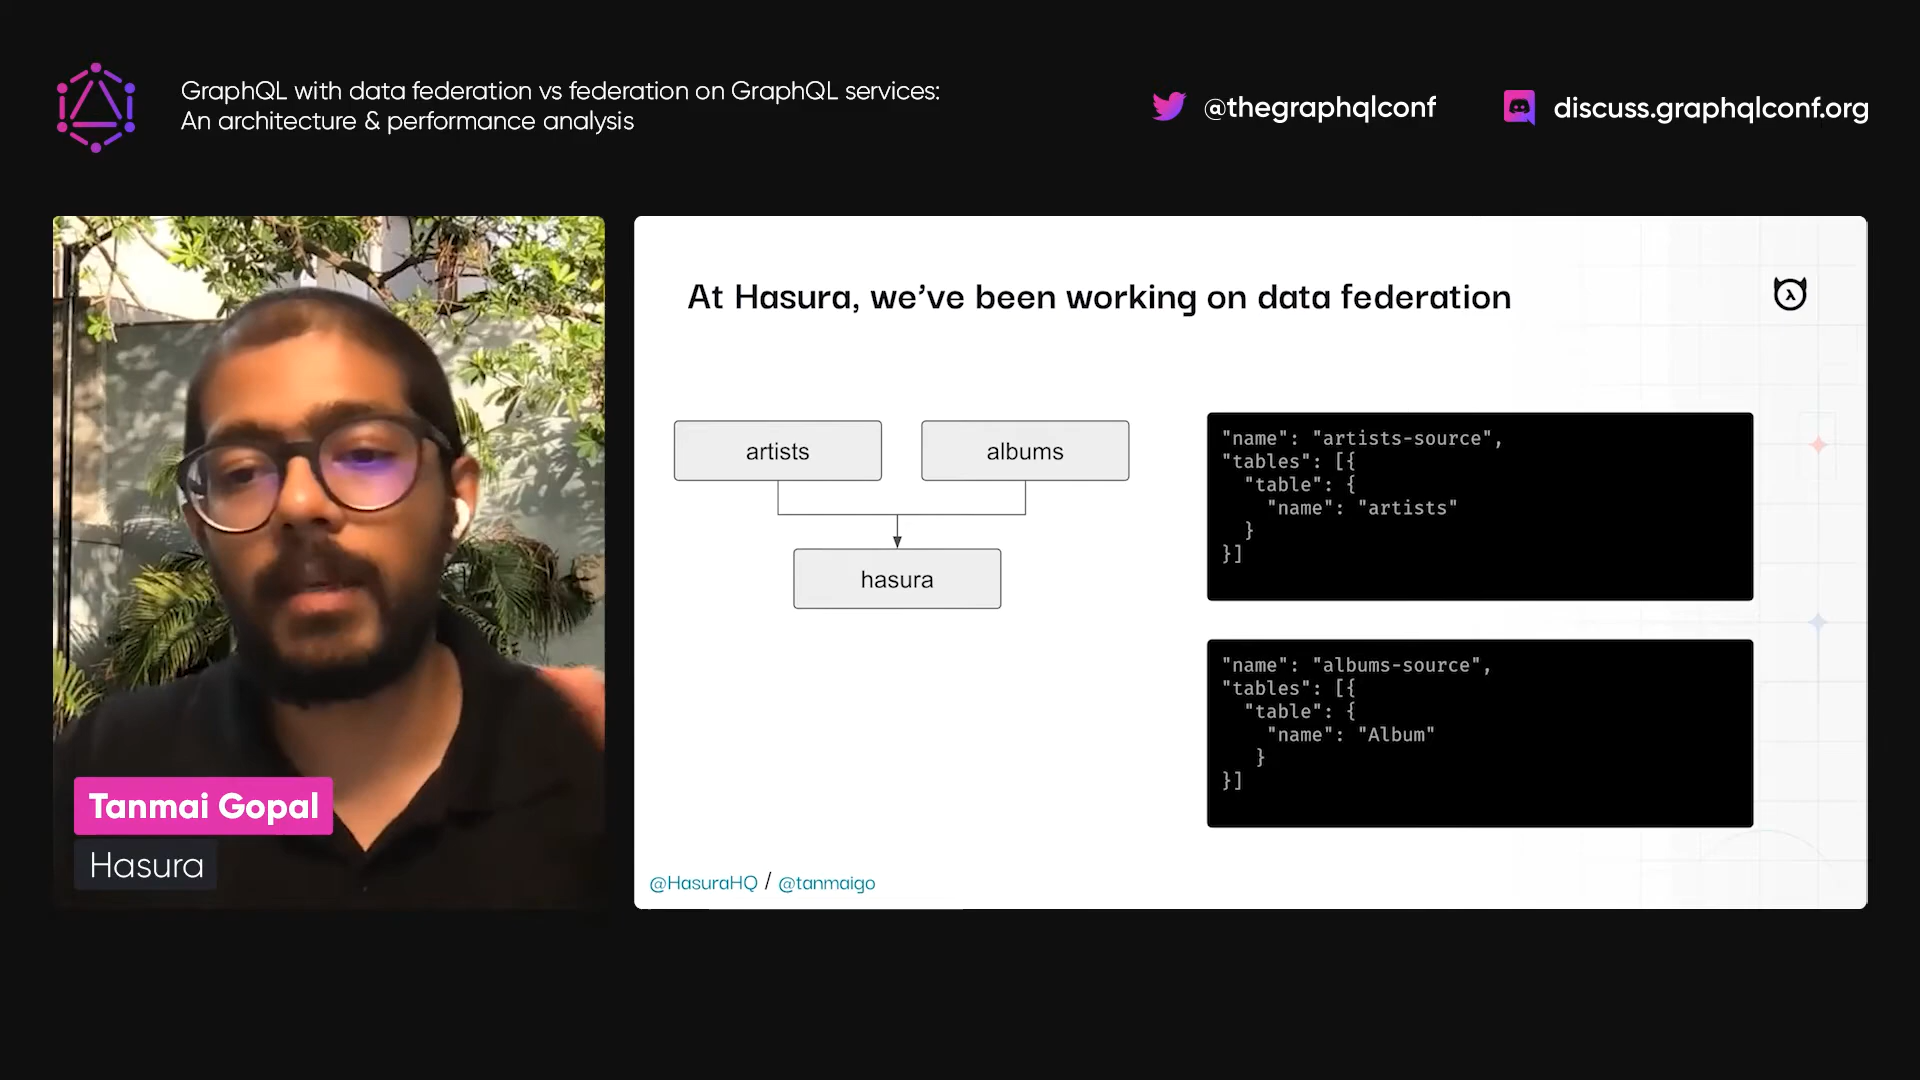 GraphQL with data federation vs federation on GraphQL services:
An architecture & performance analysis
@thegraphqlconf
discuss.graphqlconf.org
At Hasura, we've been working on data federation
artists
albums
hasura
"name": "artists-source",
"tables": [{
  "table": {
    "name": "artists"
  }
}]
"name": "albums-source",
"tables": [{
  "table": {
    "name": "Album"
   }
}]
Tanmai Gopal
Hasura
@HasuraHQ / @tanmaigo